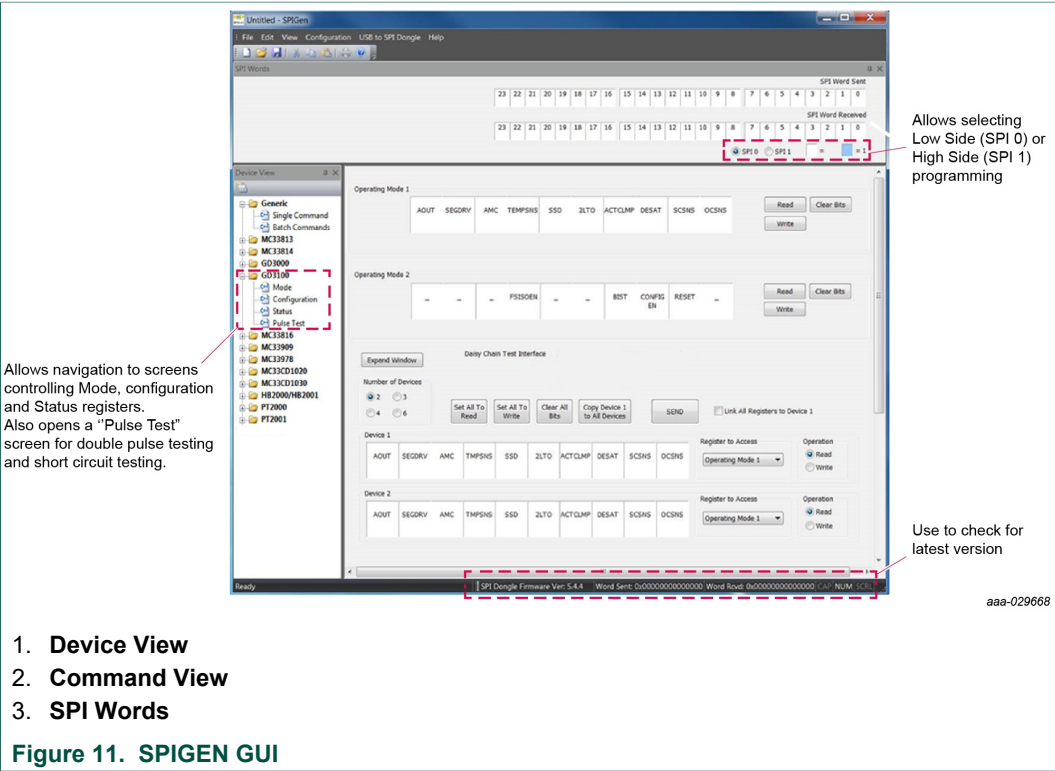 Untitled - SPIGen
File Edit View Configuration USB to SPI Dongle Help
SPI Words
SPI Word Sent
23 22 21 20 19 18 17 16 15 14 13 12 11 10 9 8 7 6 5 4 3 2 1 0
SPI Word Received
23 22 21 20 19 18 17 16 15 14 13 12 11 10 9 8 7 6 5 4 3 2 1 0
SPI 0 SPI 1 = = 1
Allows selecting
Low Side (SPI 0) or
High Side (SPI 1)
programming
Device View
Generic
Single Command
Batch Commands
MC33813
MC33814
GD3000
GD3100
Mode
Configuration
Status
Pulse Test
MC33816
MC33909
MC33978
MC33CD1020
MC33CD1030
HB2000/HB2001
PT2000
PT2001
Allows navigation to screens
controlling Mode, configuration
and Status registers.
Also opens a ‘'Pulse Test”
screen for double pulse testing
and short circuit testing.
Operating Mode 1
AOUT SEGDRV AMC TEMPSNS SSD 2LTO ACTCLMP DESAT SCSNS OCSNS
Read Clear Bits
Write
Operating Mode 2
– – – FSISOEN – – BIST CONFIG EN RESET –
Read Clear Bits
Write
Expand Window Daisy Chain Test Interface
Number of Devices
2 3
4 6
Set All To Read Set All To Write Clear All Bits Copy Device 1 to All Devices SEND Link All Registers to Device 1
Device 1
AOUT SEGDRV AMC TMPSNS SSD 2LTO ACTCLMP DESAT SCSNS OCSNS
Register to Access
Operating Mode 1
Operation
Read
Write
Device 2
AOUT SEGDRV AMC TMPSNS SSD 2LTO ACTCLMP DESAT SCSNS OCSNS
Register to Access
Operating Mode 1
Operation
Read
Write
Use to check for
latest version
Ready SPI Dongle Firmware Ver: 5.4.4 Word Sent: 0x00000000000000 Word Rcvd: 0x00000000000000 CAP NUM SCRL
aaa-029668
1. Device View
2. Command View
3. SPI Words
Figure 11. SPIGEN GUI